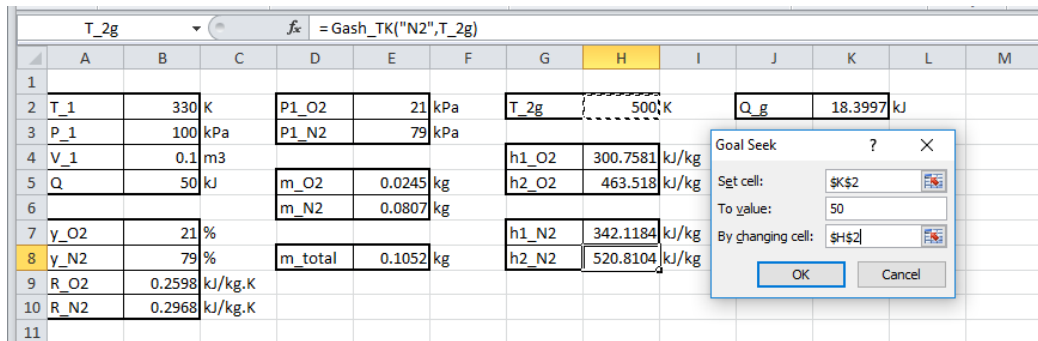 T_2g fx =Gash_TK("N2",T_2g)
A B C D E F G H I J K L M
1
2 T_1 330 K P1_O2 21 kPa T_2g 500 K Q_g 18.3997 kJ
3 P_1 100 kPa P1_N2 79 kPa
4 V_1 0.1 m3 h1_O2 300.7581 kJ/kg
5 Q 50 kJ m_O2 0.0245 kg h2_O2 463.518 kJ/kg
6 m_N2 0.0807 kg
7 y_O2 21 % h1_N2 342.1184 kJ/kg
8 y_N2 79 % m_total 0.1052 kg h2_N2 520.8104 kJ/kg
9 R_O2 0.2598 kJ/kg.K
10 R_N2 0.2968 kJ/kg.K
11
Goal Seek ? X
Set cell: $K$2
To value: 50
By changing cell: $H$2
OK Cancel